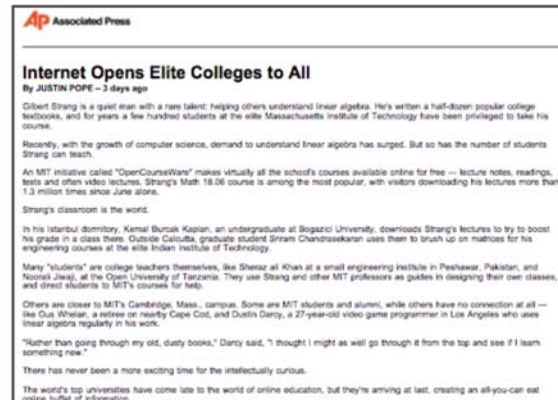 AP Associated Press
Internet Opens Elite Colleges to All
By JUSTIN POPE – 3 days ago
Gilbert Strang is a quiet man with a rare talent: helping others understand linear algebra. He's written a half-dozen popular college
textbooks, and for years a few hundred students at the elite Massachusetts Institute of Technology have been privileged to take his
course.
Recently, with the growth of computer science, demand to understand linear algebra has surged. But so has the number of students
Strang can teach.
An MIT initiative called "OpenCourseWare" makes virtually all the school's courses available online for free — lecture notes, readings,
tests and often video lectures. Strang's Math 18.06 course is among the most popular, with visitors downloading his lectures more than
1.3 million times since June alone.
Strang's classroom is the world.
In his Istanbul dormitory, Kemal Burcak Kaplan, an undergraduate at Bogazici University, downloads Strang's lectures to try to boost
his grade in a class there. Outside Calcutta, graduate student Sriram Chandrasekaran uses them to brush up on matrices for his
engineering courses at the elite Indian Institute of Technology.
Many "students" are college teachers themselves, like Sheraz ali Khan at a small engineering institute in Peshawar, Pakistan, and
Noorali Jiwaji, at the Open University of Tanzania. They use Strang and other MIT professors as guides in designing their own classes,
and direct students to MIT's courses for help.
Others are closer to MIT's Cambridge, Mass., campus. Some are MIT students and alumni, while others have no connection at all —
like Gus Whelan, a retiree on nearby Cape Cod, and Dustin Darcy, a 27-year-old video game programmer in Los Angeles who uses
linear algebra regularly in his work.
"Rather than going through my old, dusty books," Darcy said, "I thought I might as well go through it from the top and see if I learn
something new."
There has never been a more exciting time for the intellectually curious.
The world's top universities have come late to the world of online education, but they're arriving at last, creating an all-you-can eat
online buffet of information.